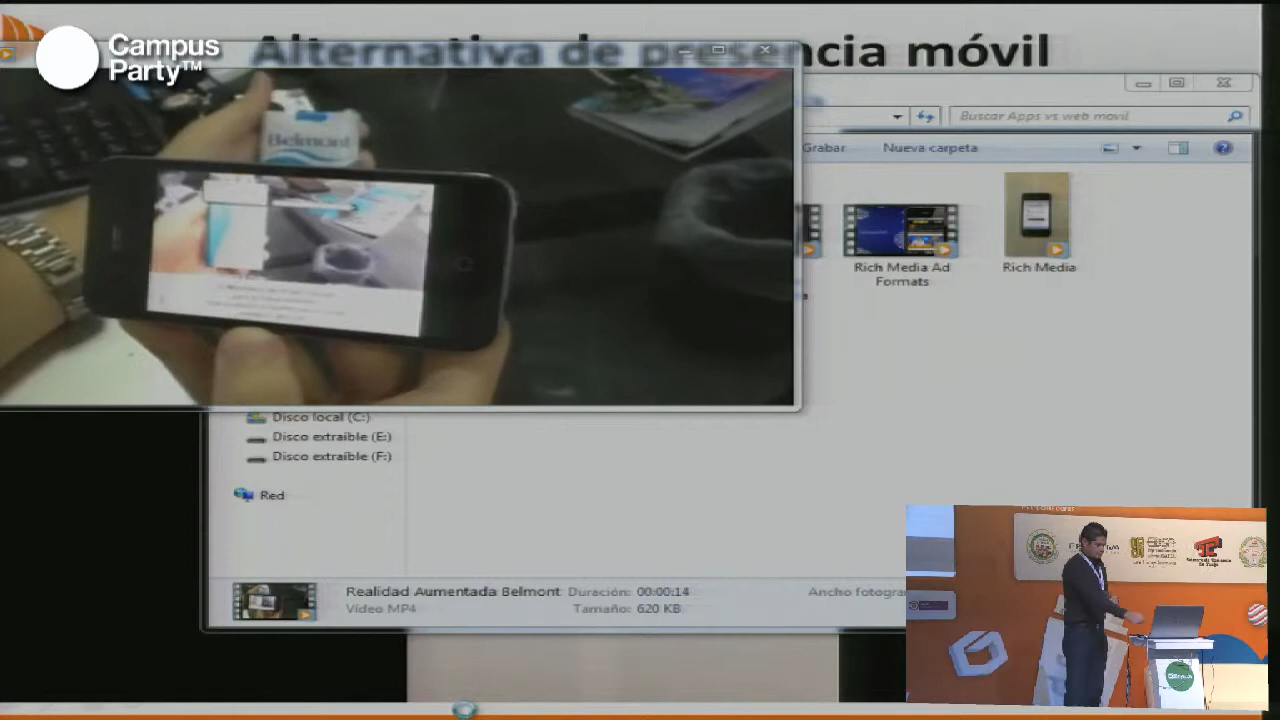 Campus
Party™
Alternativa de presencia móvil
Belmont
Buscar Apps vs web movil
Grabar
Nueva carpeta
Rich Media Ad
Formats
Rich Media
Disco local (C:)
Disco extraíble (E:)
Disco extraíble (F:)
Red
Realidad Aumentada Belmont
Duración: 00:00:14
Ancho fotogra
Vídeo MP4
Tamaño: 620 KB